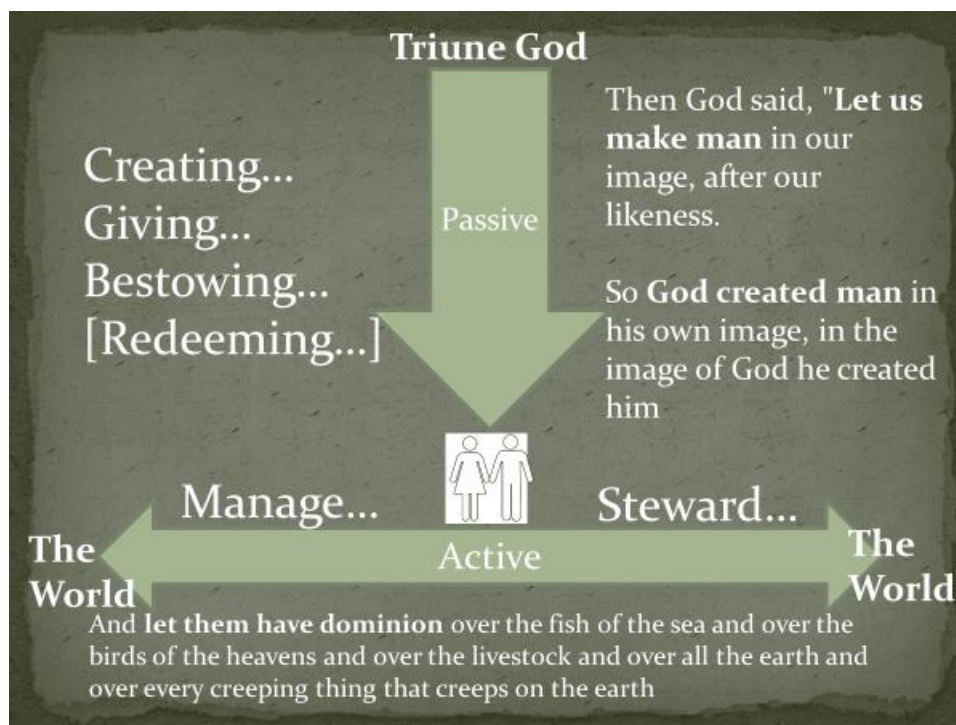 Triune God
Creating...
Giving...
Bestowing...
[Redeeming...]
Passive
Then God said, "Let us
make man in our
image, after our
likeness.
So God created man in
his own image, in the
image of God he created
him
Manage...
Steward...
The
World
Active
The
World
And let them have dominion over the fish of the sea and over the
birds of the heavens and over the livestock and over all the earth and
over every creeping thing that creeps on the earth